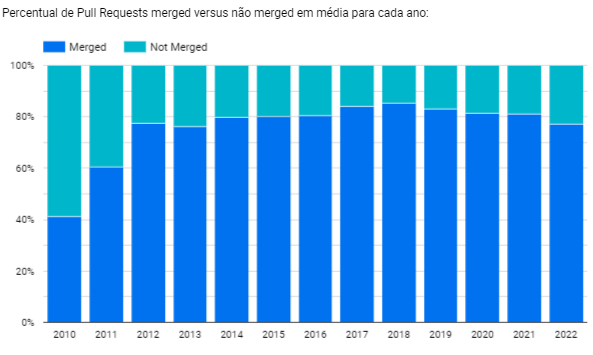 Percentual de Pull Requests merged versus não merged em média para cada ano:
Merged Not Merged
100%
80%
60%
40%
20%
0%
2010 2011 2012 2013 2014 2015 2016 2017 2018 2019 2020 2021 2022